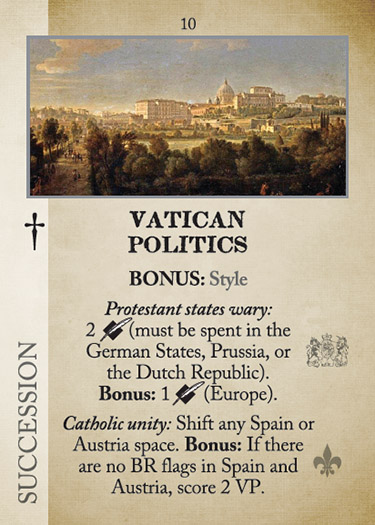 10
VATICAN
POLITICS
BONUS: Style
Protestant states wary:
2 (must be spent in the
German States, Prussia, or
the Dutch Republic).
Bonus: 1 (Europe).
Catholic unity: Shift any Spain or
Austria space. Bonus: If there
are no BR flags in Spain and
Austria, score 2 VP.
SUCCESSION